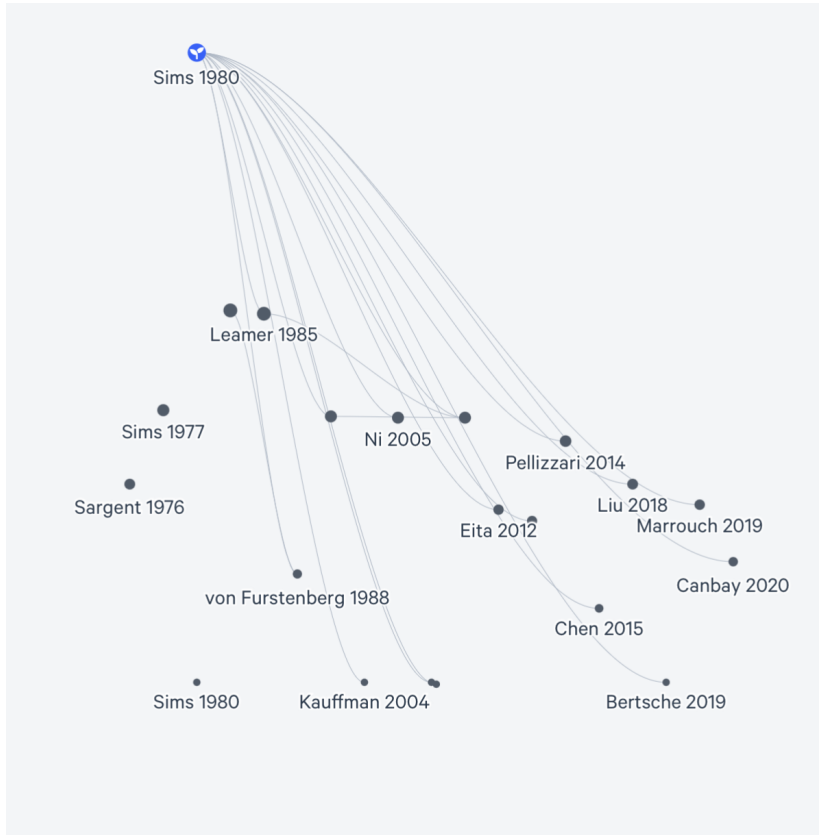 Sims 1980
Leamer 1985
Sims 1977
Ni 2005
Pellizzari 2014
Sargent 1976
Liu 2018
Marrouch 2019
Eita 2012
Canbay 2020
von Furstenberg 1988
Chen 2015
Sims 1980
Kauffman 2004
Bertsche 2019